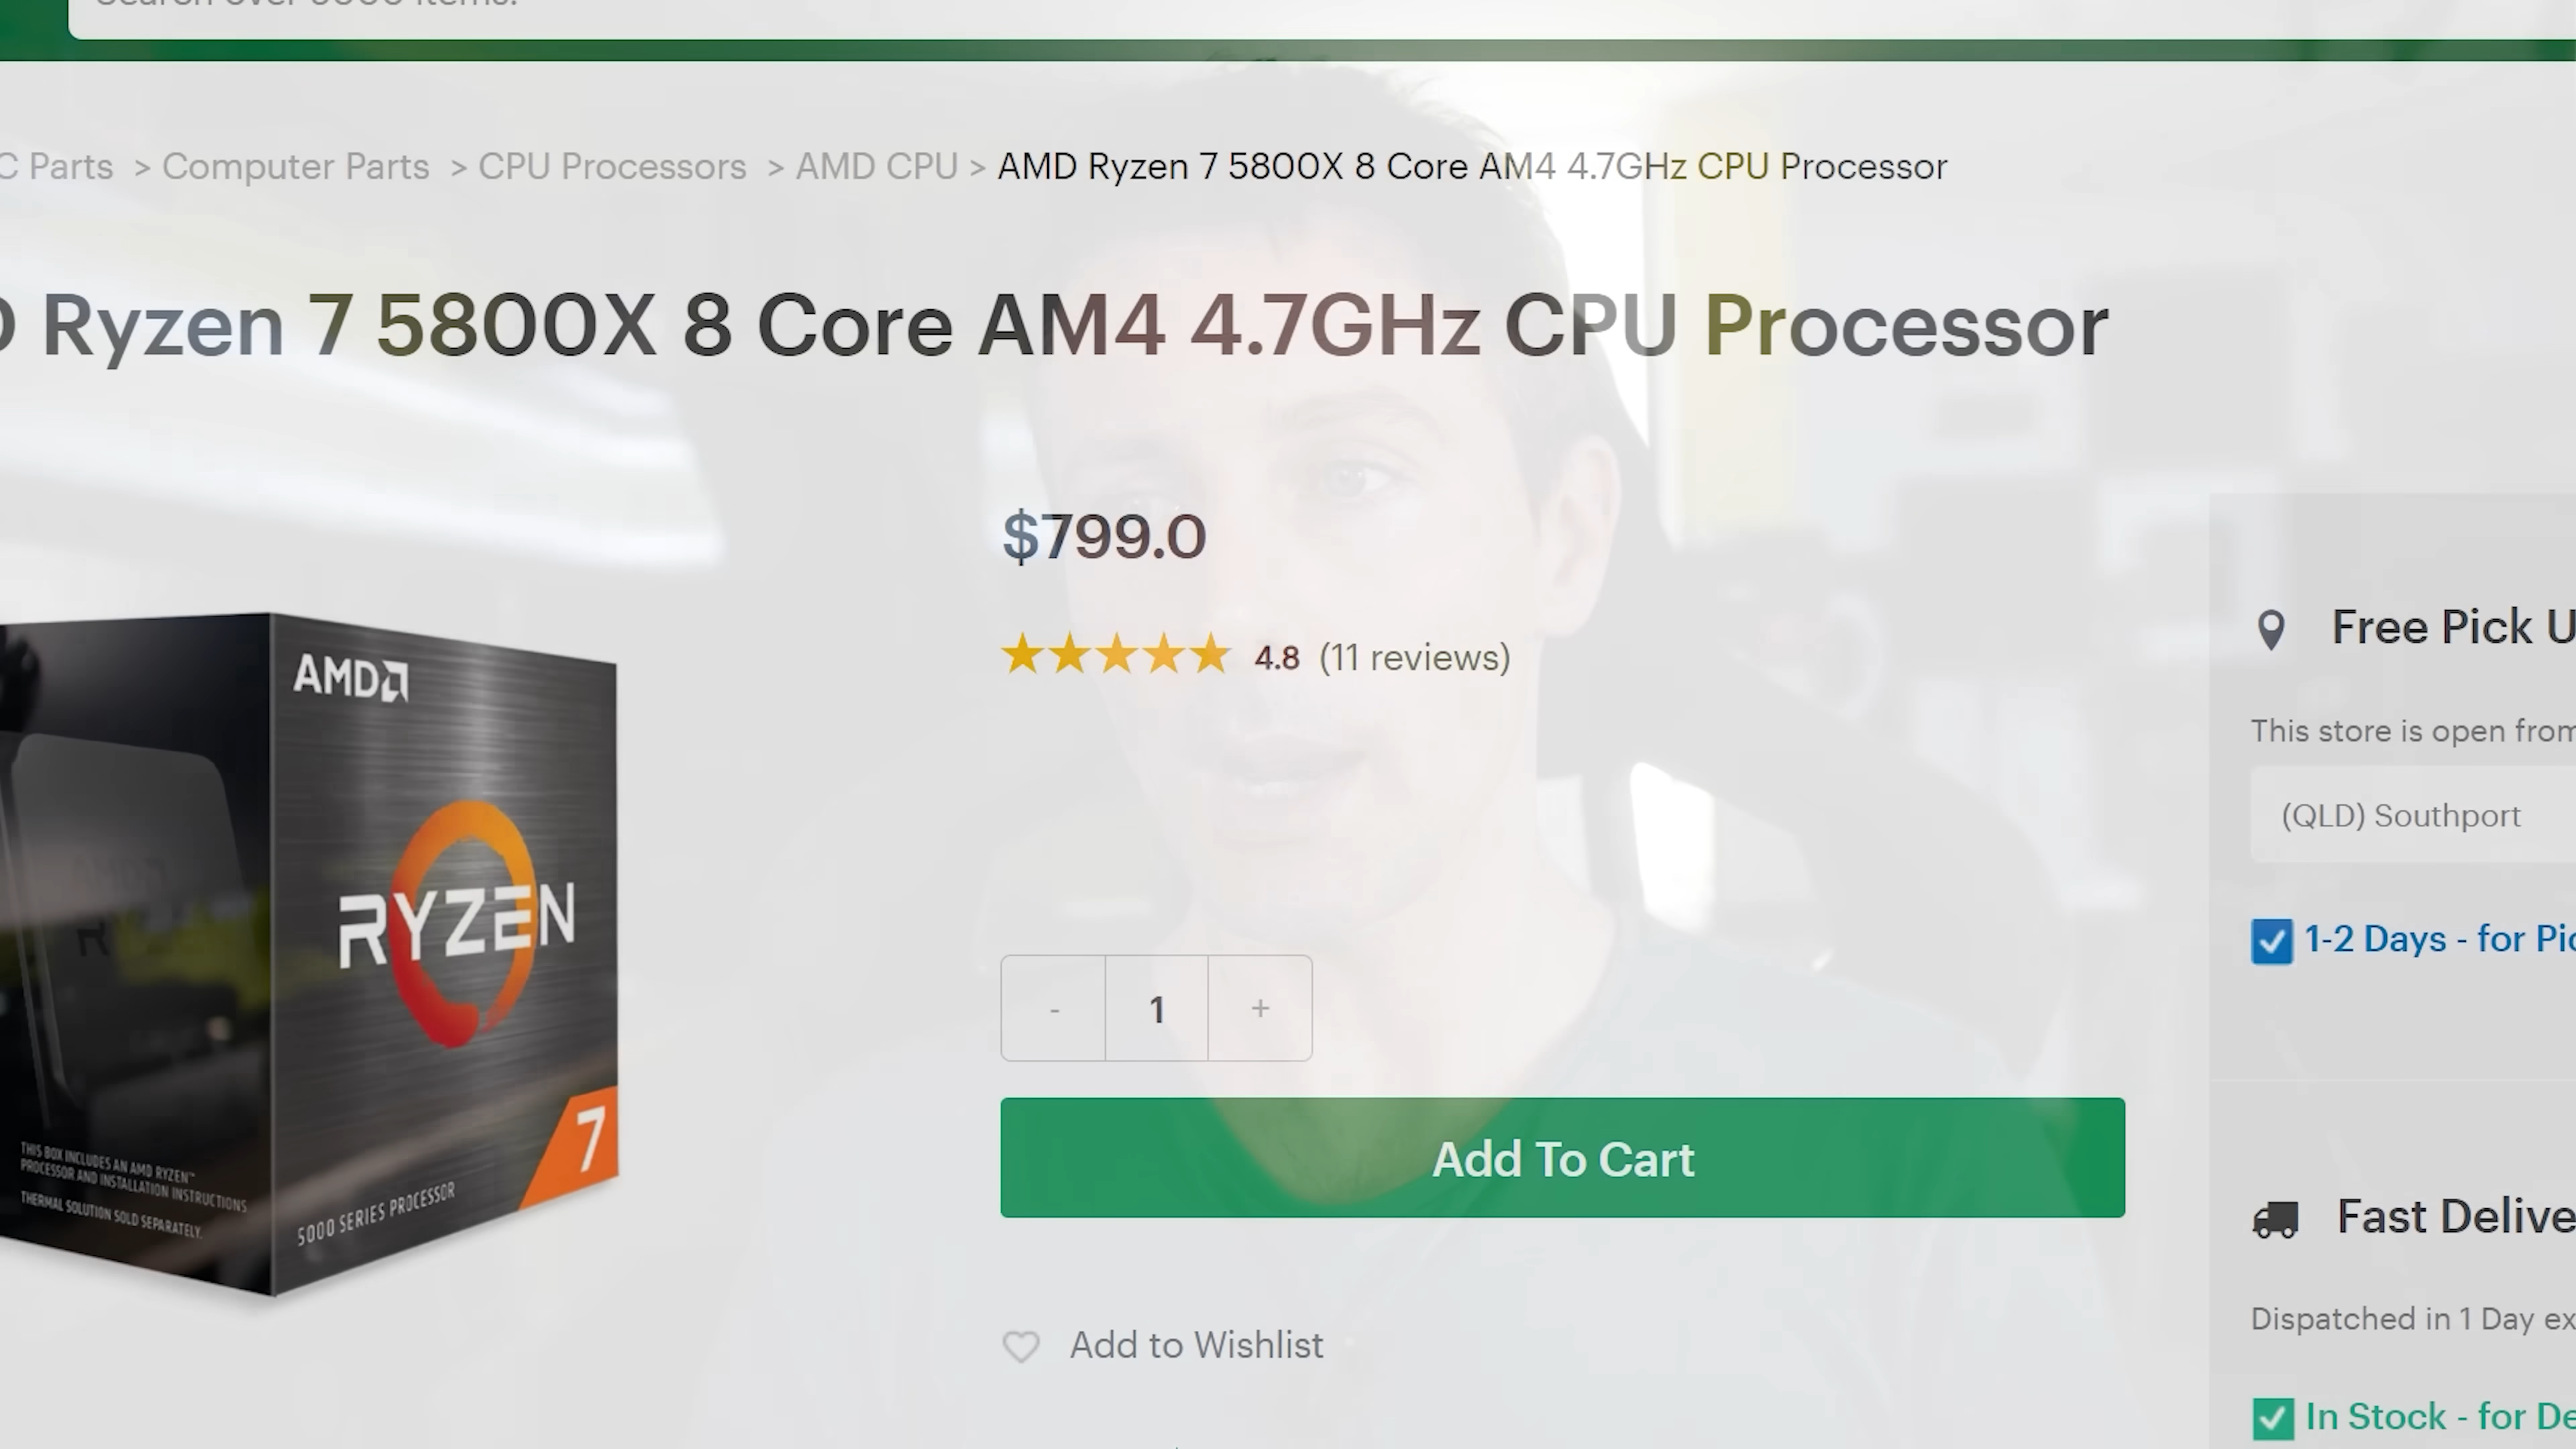 C Parts > Computer Parts > CPU Processors > AMD CPU > AMD Ryzen 7 5800X 8 Core AM4 4.7GHz CPU Processor
Ryzen 7 5800X 8 Core AM4 4.7GHz CPU Processor
$799.0
4.8 (11 reviews)
AMD
RYZEN
7
5000 SERIES PROCESSOR
THIS BOX INCLUDES AN AMD RYZEN™
PROCESSOR AND INSTALLATION INSTRUCTIONS
THERMAL SOLUTION SOLD SEPARATELY.
- 1 +
Add To Cart
Add to Wishlist
Free Pick U
This store is open from
(QLD) Southport
1-2 Days - for Pic
Fast Delive
Dispatched in 1 Day ex
In Stock - for De